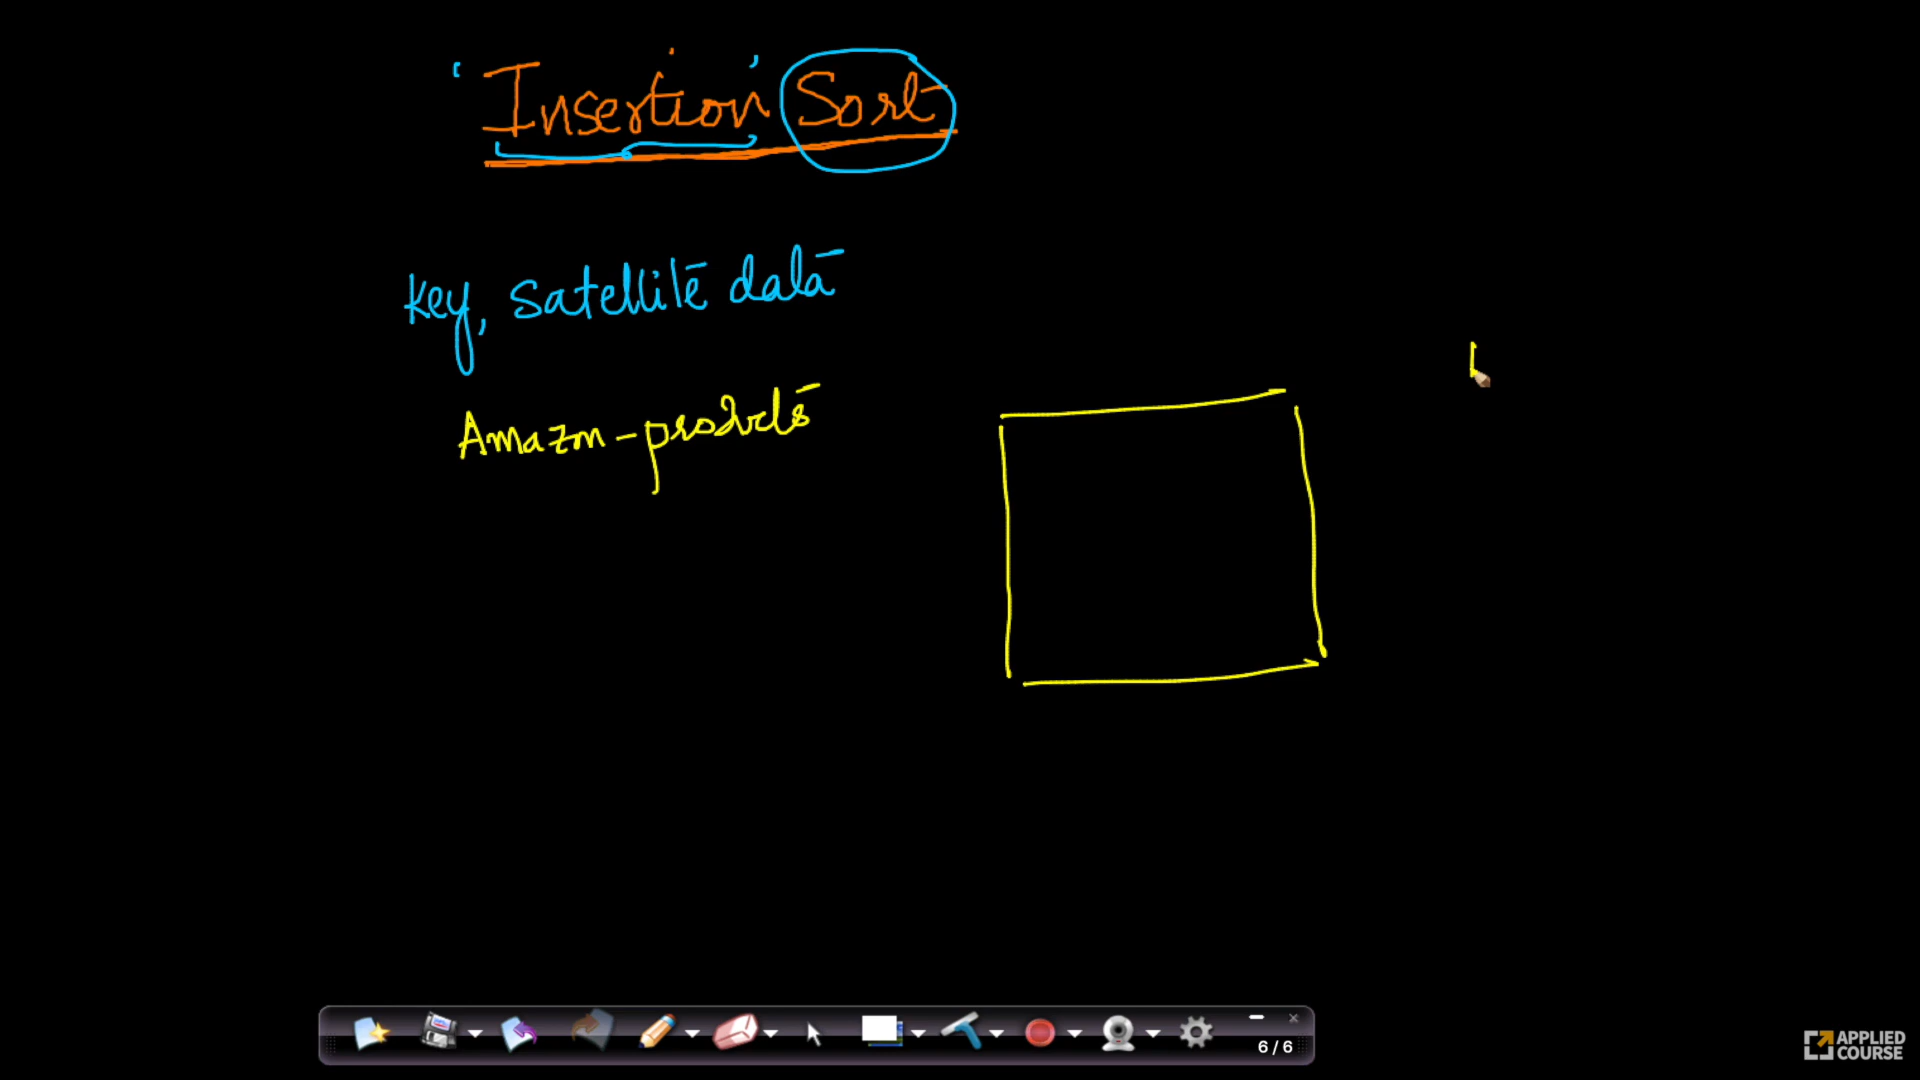 'Insertion' Sort
key, satellite data
Amazon - products
6 / 6
APPLIED
COURSE